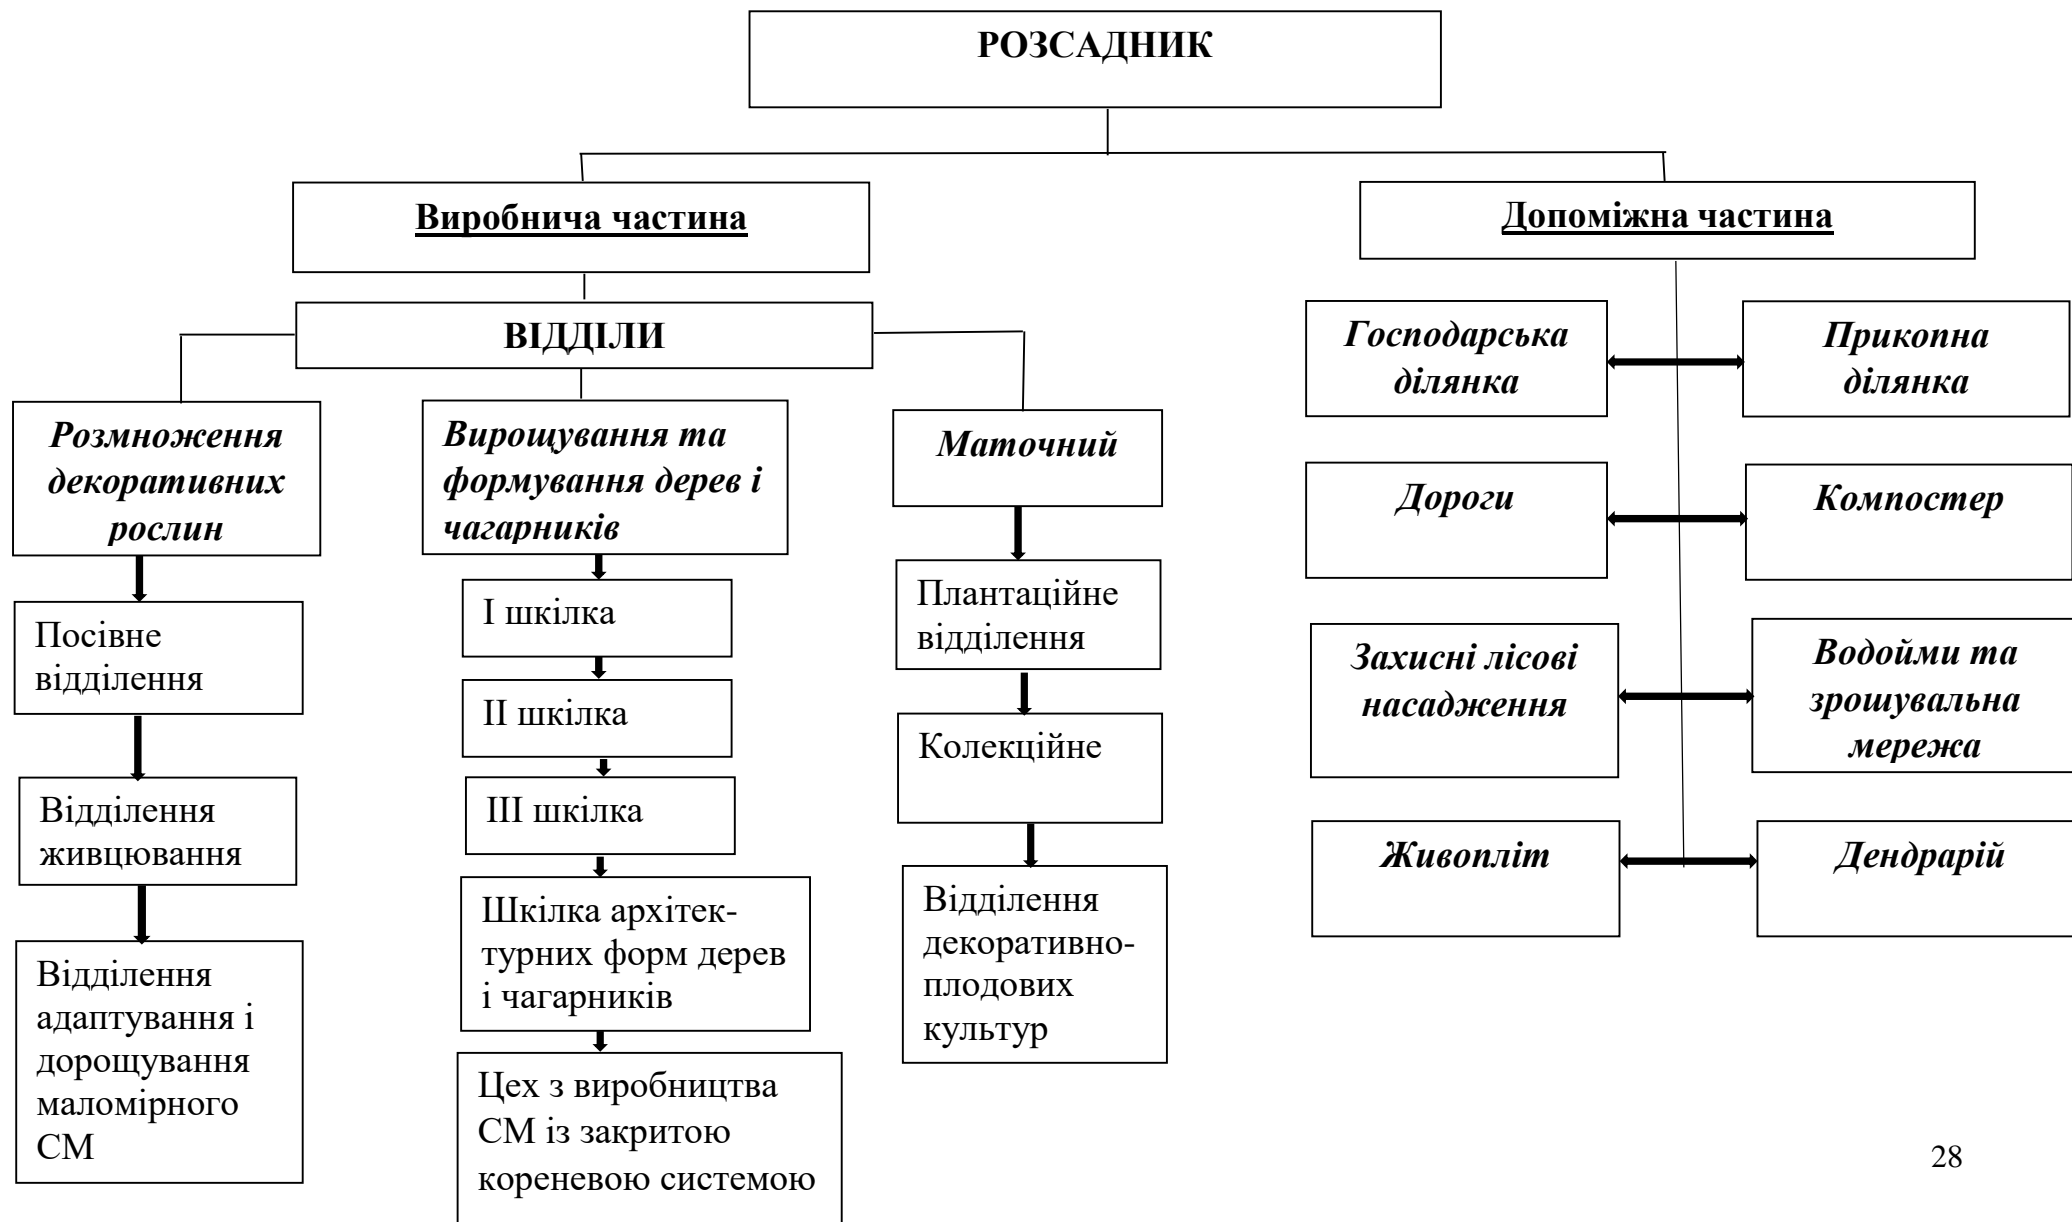 РОЗСАДНИК
Виробнича частина
Допоміжна частина
ВІДДІЛИ
Розмноження
декоративних
рослин
Вирощування та
формування дерев і
чагарників
Маточний
Господарська
ділянка
Прикопна
ділянка
Дороги
Компостер
Захисні лісові
насадження
Водойми та
зрошувальна
мережа
Живопліт
Дендрарій
Посівне
відділення
Відділення
живцювання
Відділення
адаптування і
дорощування
маломірного
СМ
І шкілка
ІІ шкілка
ІІІ шкілка
Шкілка архітек-
турних форм дерев
і чагарників
Цех з виробництва
СМ із закритою
кореневою системою
Плантаційне
відділення
Колекційне
Відділення
декоративно-
плодових
культур
28